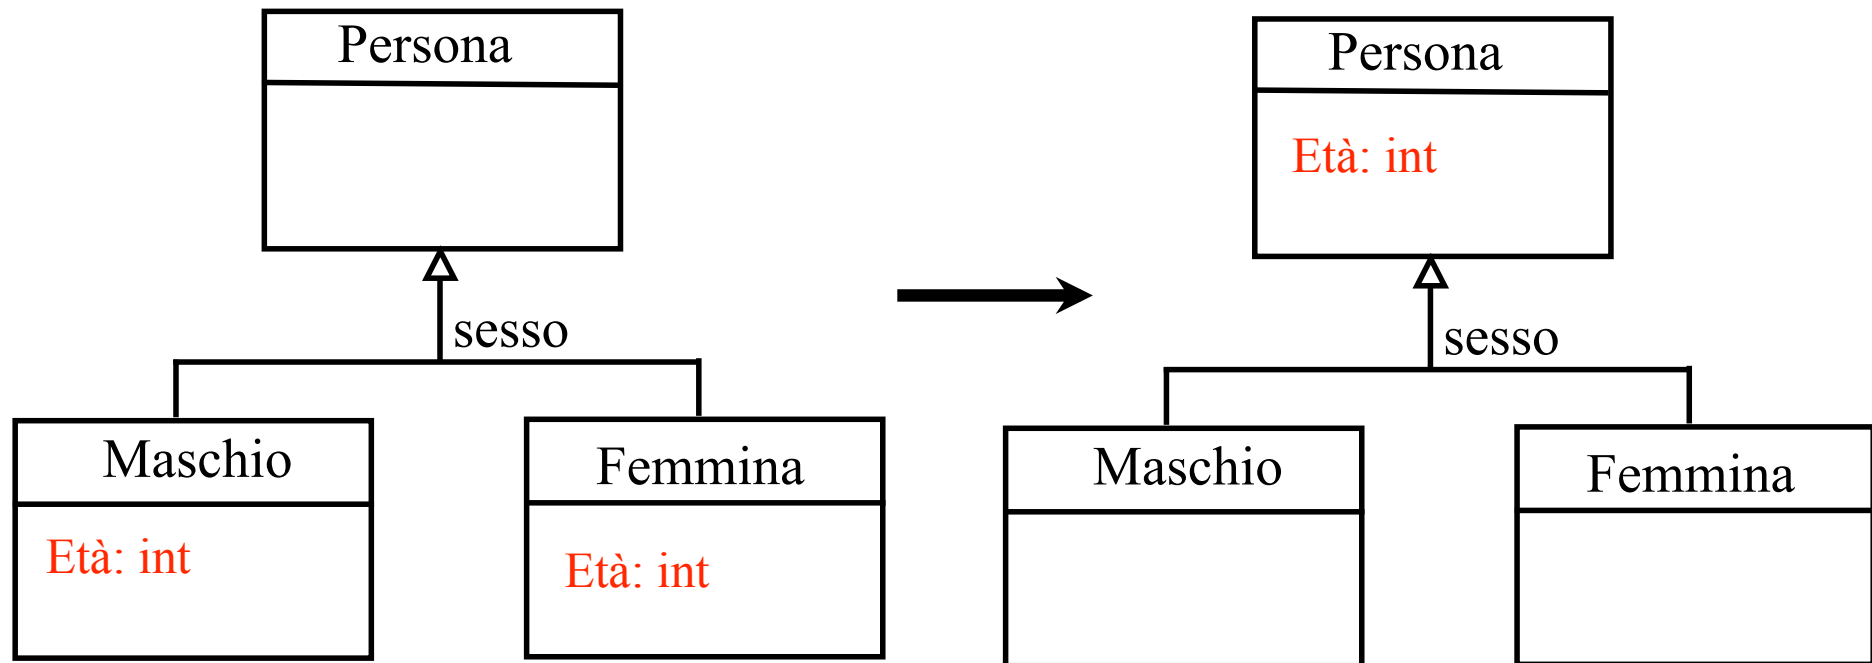 Persona
sesso
Maschio
Età: int
Femmina
Età: int
Persona
Età: int
sesso
Maschio
Femmina